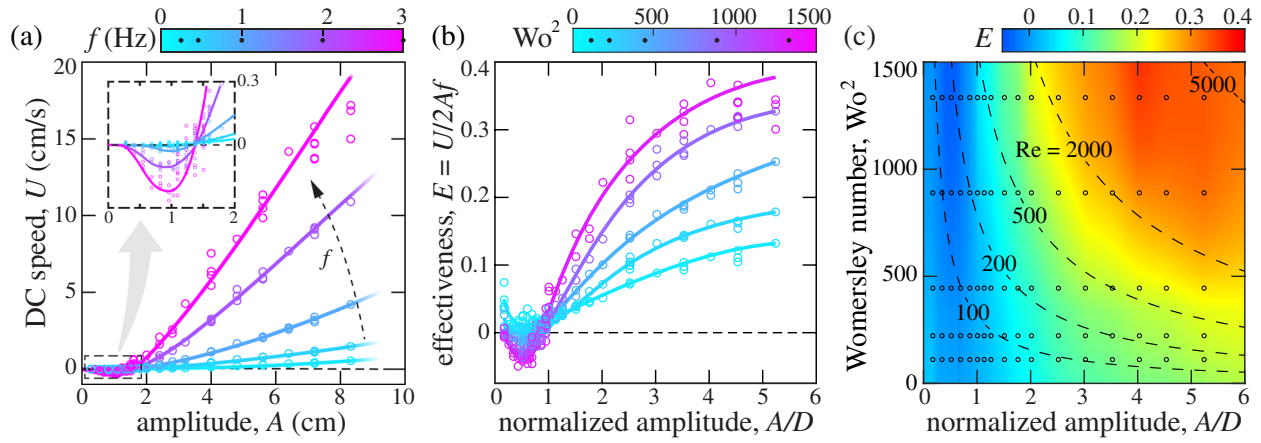 (a)
f (Hz)
0 1 2 3
DC speed, U (cm/s)
20
15
10
5
0
0.3
0
0 1 2
f
0 2 4 6 8 10
amplitude, A (cm)
(b)
Wo²
0 500 1000 1500
effectiveness, E = U/2Af
0.4
0.3
0.2
0.1
0
0 1 2 3 4 5 6
normalized amplitude, A/D
(c)
E
0 0.1 0.2 0.3 0.4
Womersley number, Wo²
1500
1000
500
0
5000
Re = 2000
500
200
100
0 1 2 3 4 5 6
normalized amplitude, A/D